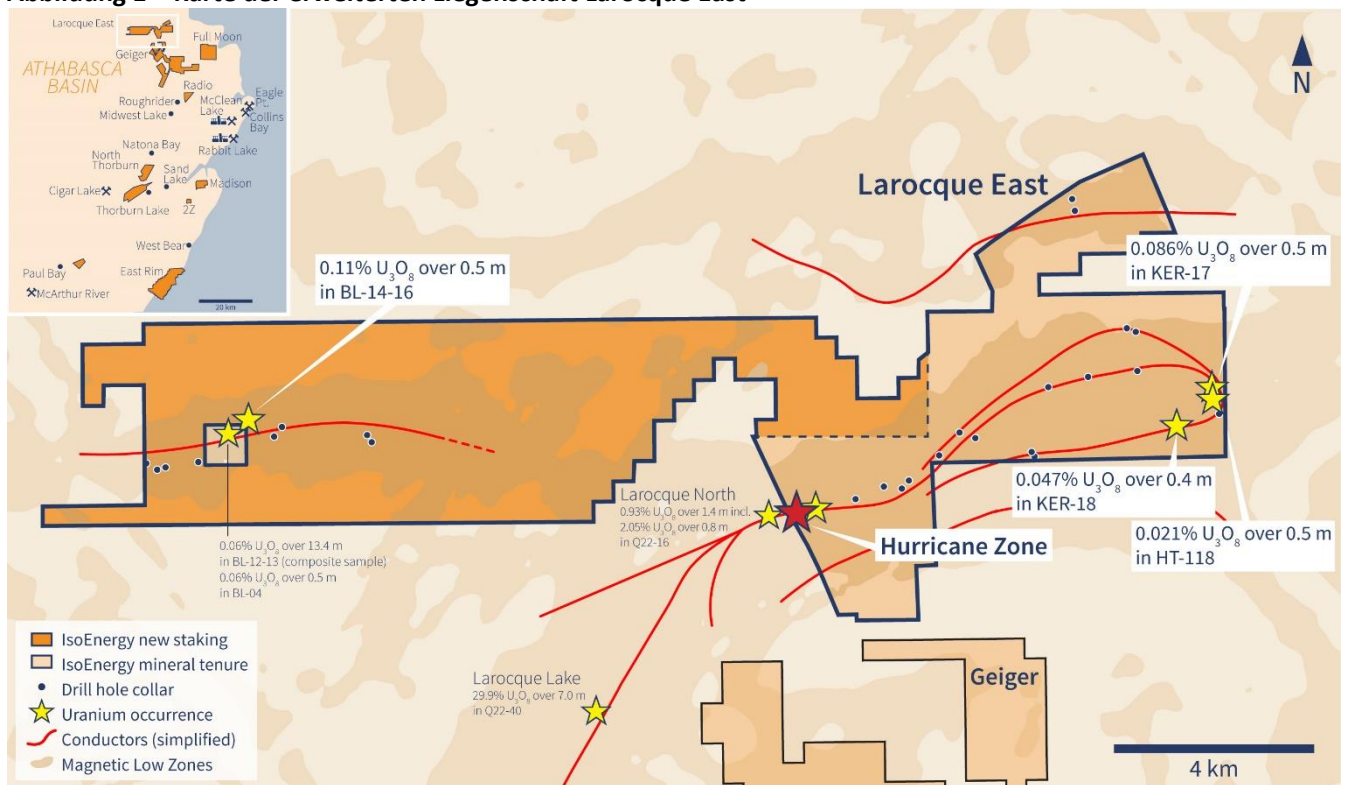 Larocque East
Full Moon
Geiger
ATHABASCA
BASIN
Radio
Eagle
Pt.
McClean
Lake
Roughrider
Collins
Bay
Midwest Lake
Rabbit Lake
Natona Bay
North
Thorburn
Sand
Lake
Madison
Cigar Lake
Thorburn Lake
2Z
West Bear
Paul Bay
East Rim
McArthur River
20 km
N
Larocque East
0.11% U₃O₈ over 0.5 m
in BL-14-16
0.086% U₃O₈ over 0.5 m
in KER-17
0.047% U₃O₈ over 0.4 m
in KER-18
0.021% U₃O₈ over 0.5 m
in HT-118
Larocque North
0.93% U₃O₈ over 1.4 m incl.
2.05% U₃O₈ over 0.8 m
in Q22-16
Hurricane Zone
0.06% U₃O₈ over 13.4 m
in BL-12-13 (composite sample)
0.06% U₃O₈ over 0.5 m
in BL-04
Larocque Lake
29.9% U₃O₈ over 7.0 m
in Q22-40
Geiger
IsoEnergy new staking
IsoEnergy mineral tenure
Drill hole collar
Uranium occurrence
Conductors (simplified)
Magnetic Low Zones
4 km